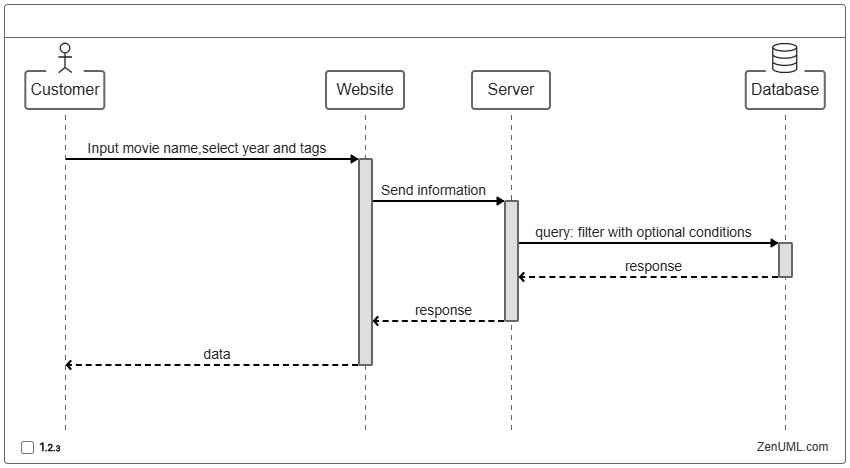 Customer
Website
Server
Database
Input movie name,select year and tags
Send information
query: filter with optional conditions
response
response
data
1.2.3
ZenUML.com